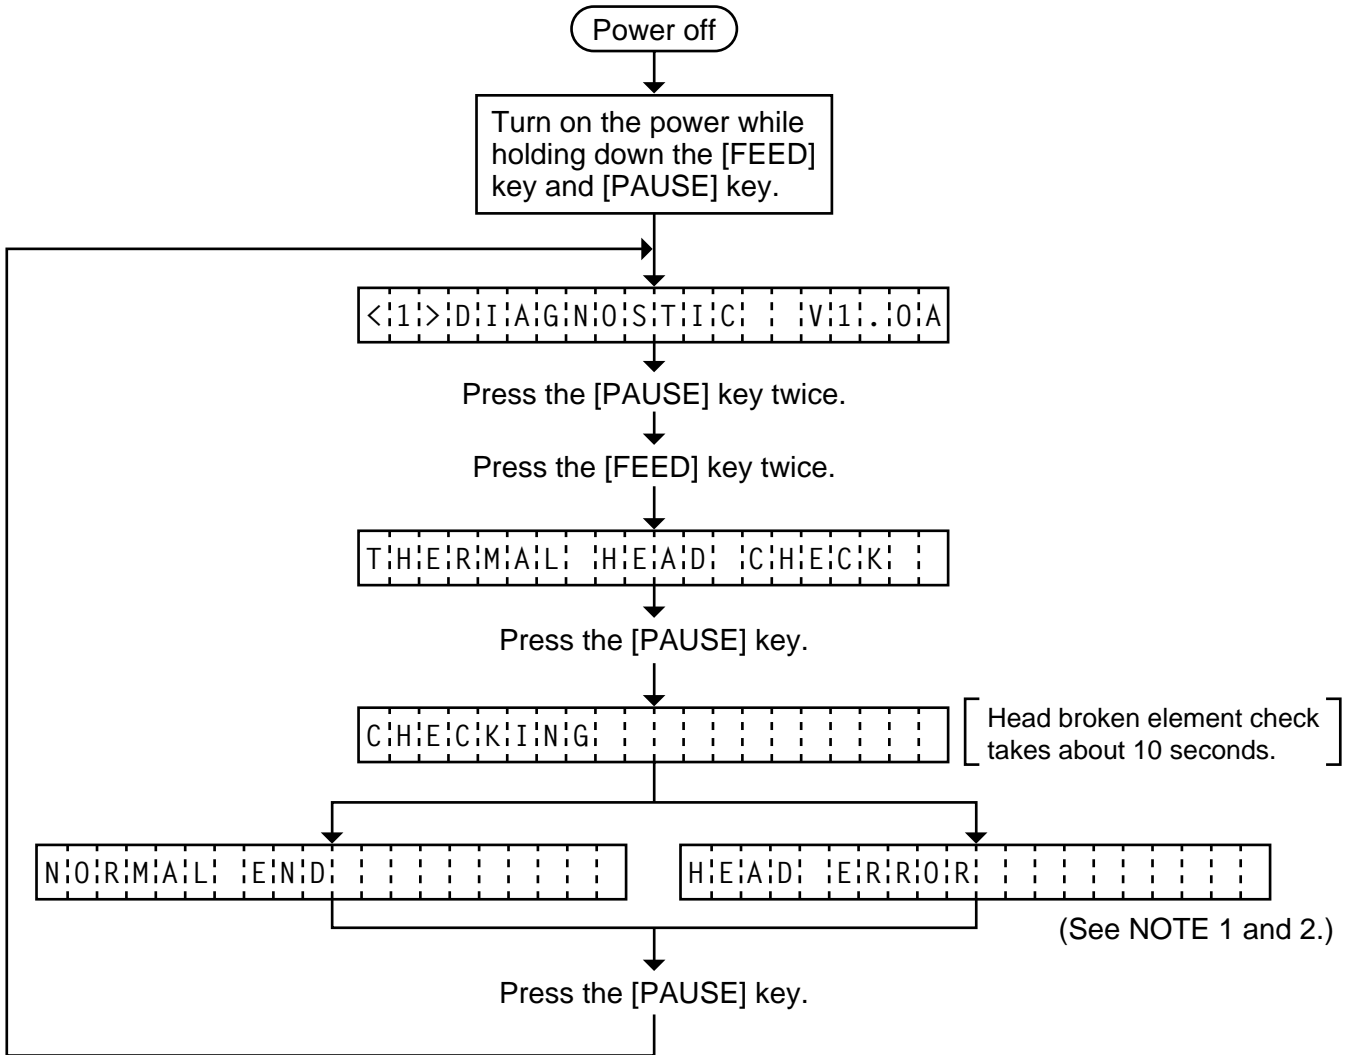 Power off
Turn on the power while
holding down the [FEED]
key and [PAUSE] key.
<1>DIAGNOSTIC  V1.0A
Press the [PAUSE] key twice.
Press the [FEED] key twice.
THERMAL HEAD CHECK
Press the [PAUSE] key.
CHECKING
Head broken element check
takes about 10 seconds.
NORMAL END
HEAD ERROR
(See NOTE 1 and 2.)
Press the [PAUSE] key.